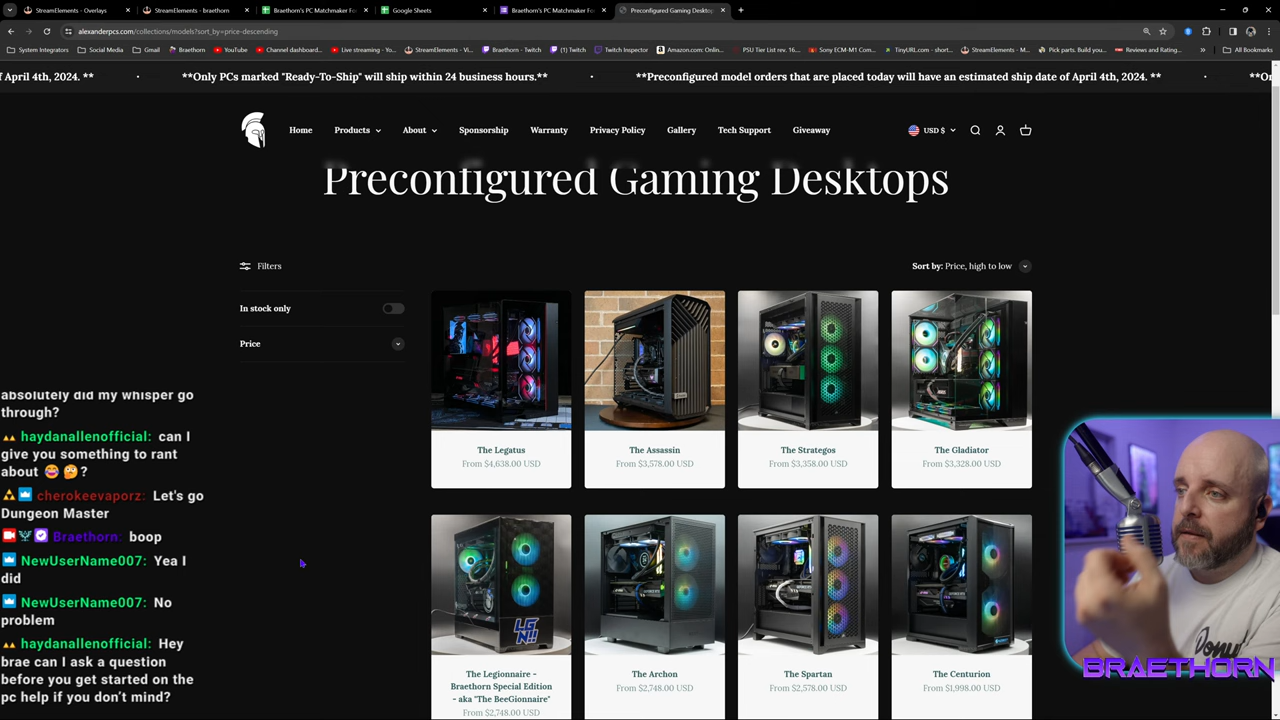 StreamElements - Overlays
StreamElements - braethorn
Braethorn's PC Matchmaker Fo
Google Sheets
Braethorn's PC Matchmaker Fo
Preconfigured Gaming Desktop
alexanderpcs.com/collections/models?sort_by=price-descending
System Integrators
Social Media
Gmail
Braethorn
YouTube
Channel dashboard...
Live streaming - Yo...
StreamElements - Vi...
Braethorn - Twitch
(1) Twitch
Twitch Inspector
Amazon.com: Onlin...
PSU Tier List rev. 16...
Sony ECM-M1 Comp...
TinyURL.com - short...
StreamElements - M...
Pick parts. Build you...
Reviews and Rating...
All Bookmarks
April 4th, 2024. **
**Only PCs marked "Ready-To-Ship" will ship within 24 business hours.**
**Preconfigured model orders that are placed today will have an estimated ship date of April 4th, 2024. **
**On
Home
Products
About
Sponsorship
Warranty
Privacy Policy
Gallery
Tech Support
Giveaway
USD $
Preconfigured Gaming Desktops
Filters
Sort by: Price, high to low
In stock only
Price
The Legatus
From $4,638.00 USD
The Assassin
From $3,578.00 USD
The Strategos
From $3,358.00 USD
The Gladiator
From $3,328.00 USD
The Legionnaire -
Braethorn Special Edition
- aka "The BeeGionnaire"
From $2,748.00 USD
The Archon
From $2,748.00 USD
The Spartan
From $2,578.00 USD
The Centurion
From $1,998.00 USD
absolutely did my whisper go
through?
haydanallenofficial: can I
give you something to rant
about 😂 🫣?
cherokeevaporz: Let's go
Dungeon Master
Braethorn: boop
NewUserName007: Yea I
did
NewUserName007: No
problem
haydanallenofficial: Hey
brae can I ask a question
before you get started on the
pc help if you don't mind?
BRAETHORN